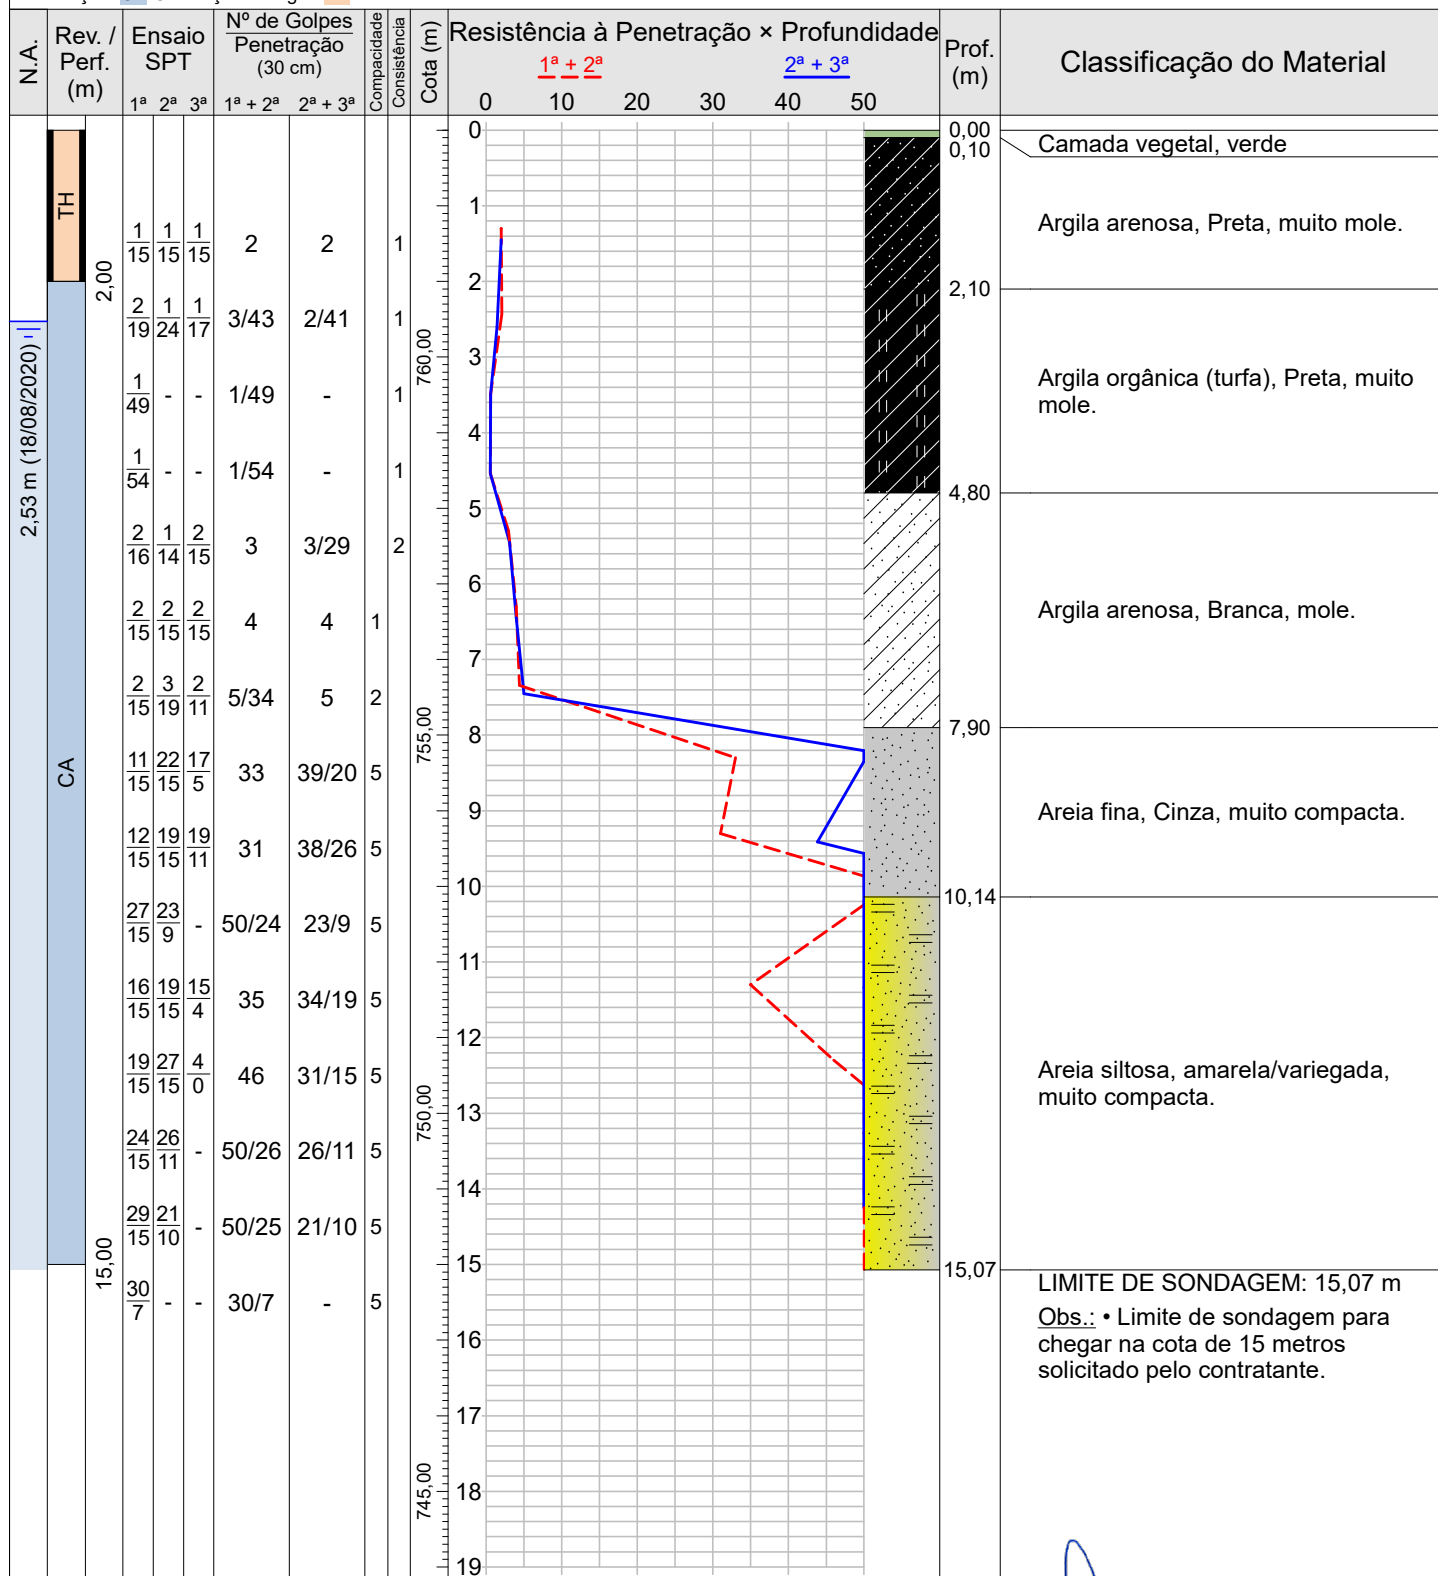 N.A.
Rev. / Perf. (m)
Ensaio SPT
1ª 2ª 3ª
Nº de Golpes
Penetração
(30 cm)
1ª + 2ª 2ª + 3ª
Compacidade
Consistência
Cota (m)
Resistência à Penetração × Profundidade
1ª + 2ª 2ª + 3ª
0 10 20 30 40 50
Prof. (m)
Classificação do Material
0
0,00
0,10
Camada vegetal, verde
TH
1
Argila arenosa, Preta, muito mole.
1/15 1/15 1/15 2 2 1
2,00
2
2,10
2/19 1/24 1/17 3/43 2/41 1
2,53 m (18/08/2020)
760,00
3
Argila orgânica (turfa), Preta, muito
mole.
1/49 - - 1/49 - 1
4
1/54 - - 1/54 - 1
4,80
5
2/16 1/14 2/15 3 3/29 2
6
Argila arenosa, Branca, mole.
2/15 2/15 2/15 4 4 1
7
2/15 3/19 2/11 5/34 5 2
755,00
7,90
8
CA
11/15 22/15 17/5 33 39/20 5
9
Areia fina, Cinza, muito compacta.
12/15 19/15 19/11 31 38/26 5
10
10,14
27/15 23/9 - 50/24 23/9 5
11
16/15 19/15 15/4 35 34/19 5
12
19/15 27/15 4/0 46 31/15 5
Areia siltosa, amarela/variegada,
muito compacta.
750,00
13
24/15 26/11 - 50/26 26/11 5
14
29/15 21/10 - 50/25 21/10 5
15,00
15
15,07
30/7 - - 30/7 - 5
LIMITE DE SONDAGEM: 15,07 m
Obs.: • Limite de sondagem para
chegar na cota de 15 metros
solicitado pelo contratante.
16
17
745,00
18
19